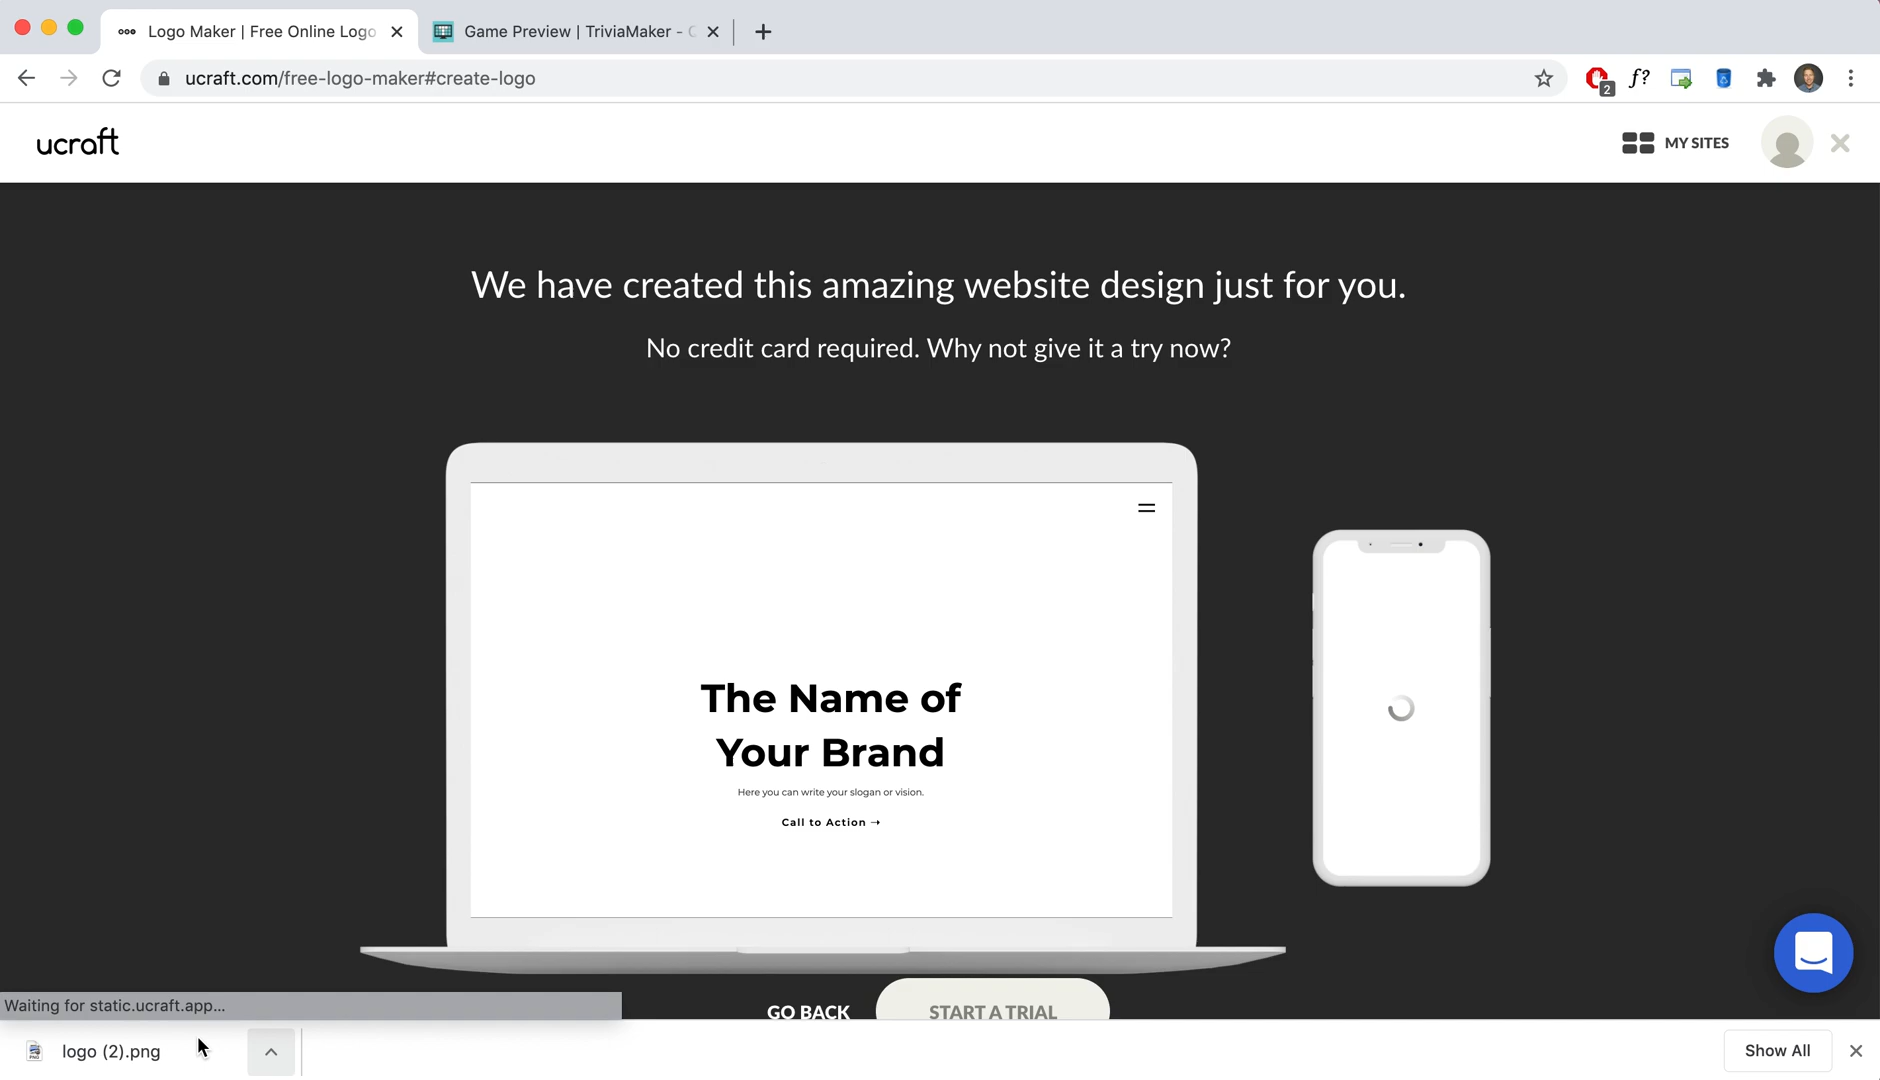 Logo Maker | Free Online Logo
Game Preview | TriviaMaker -
ucraft.com/free-logo-maker#create-logo
2
f?
ucraft
MY SITES
We have created this amazing website design just for you.
No credit card required. Why not give it a try now?
The Name of
Your Brand
Here you can write your slogan or vision.
Call to Action →
GO BACK
START A TRIAL
Waiting for static.ucraft.app...
logo (2).png
Show All